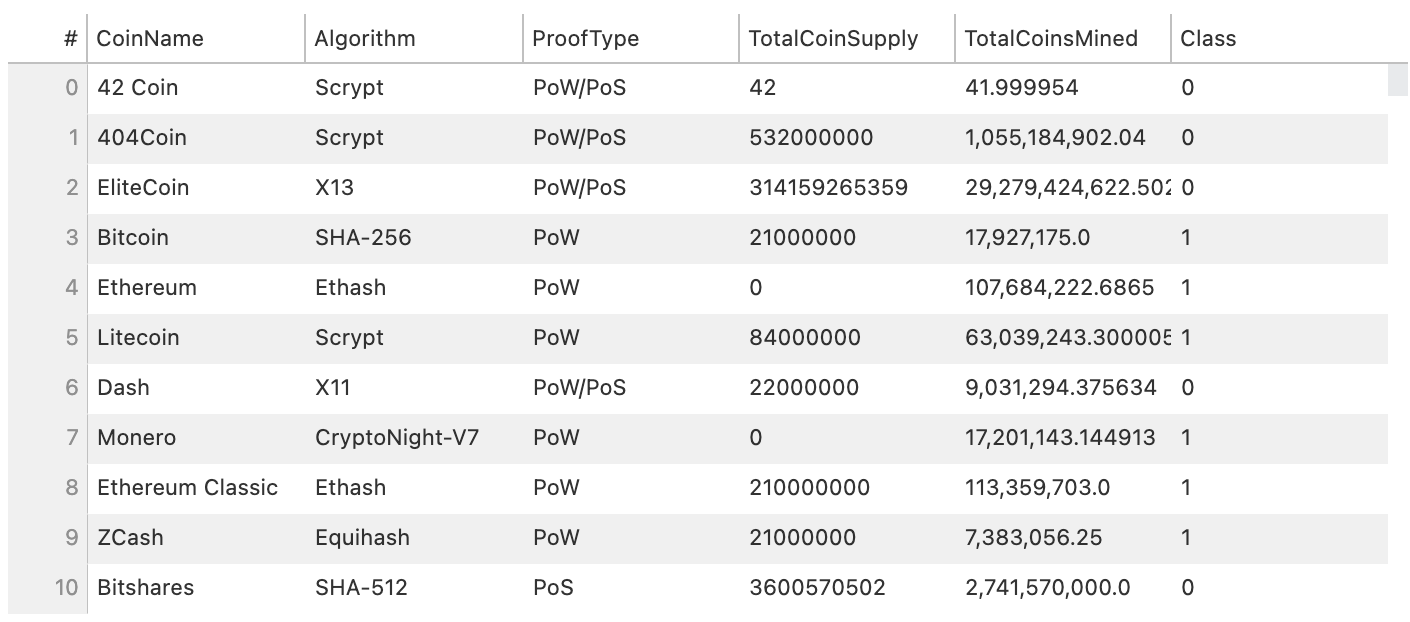 # CoinName Algorithm ProofType TotalCoinSupply TotalCoinsMined Class
0 42 Coin Scrypt PoW/PoS 42 41.999954 0
1 404Coin Scrypt PoW/PoS 532000000 1,055,184,902.04 0
2 EliteCoin X13 PoW/PoS 314159265359 29,279,424,622.502 0
3 Bitcoin SHA-256 PoW 21000000 17,927,175.0 1
4 Ethereum Ethash PoW 0 107,684,222.6865 1
5 Litecoin Scrypt PoW 84000000 63,039,243.300005 1
6 Dash X11 PoW/PoS 22000000 9,031,294.375634 0
7 Monero CryptoNight-V7 PoW 0 17,201,143.144913 1
8 Ethereum Classic Ethash PoW 210000000 113,359,703.0 1
9 ZCash Equihash PoW 21000000 7,383,056.25 1
10 Bitshares SHA-512 PoS 3600570502 2,741,570,000.0 0